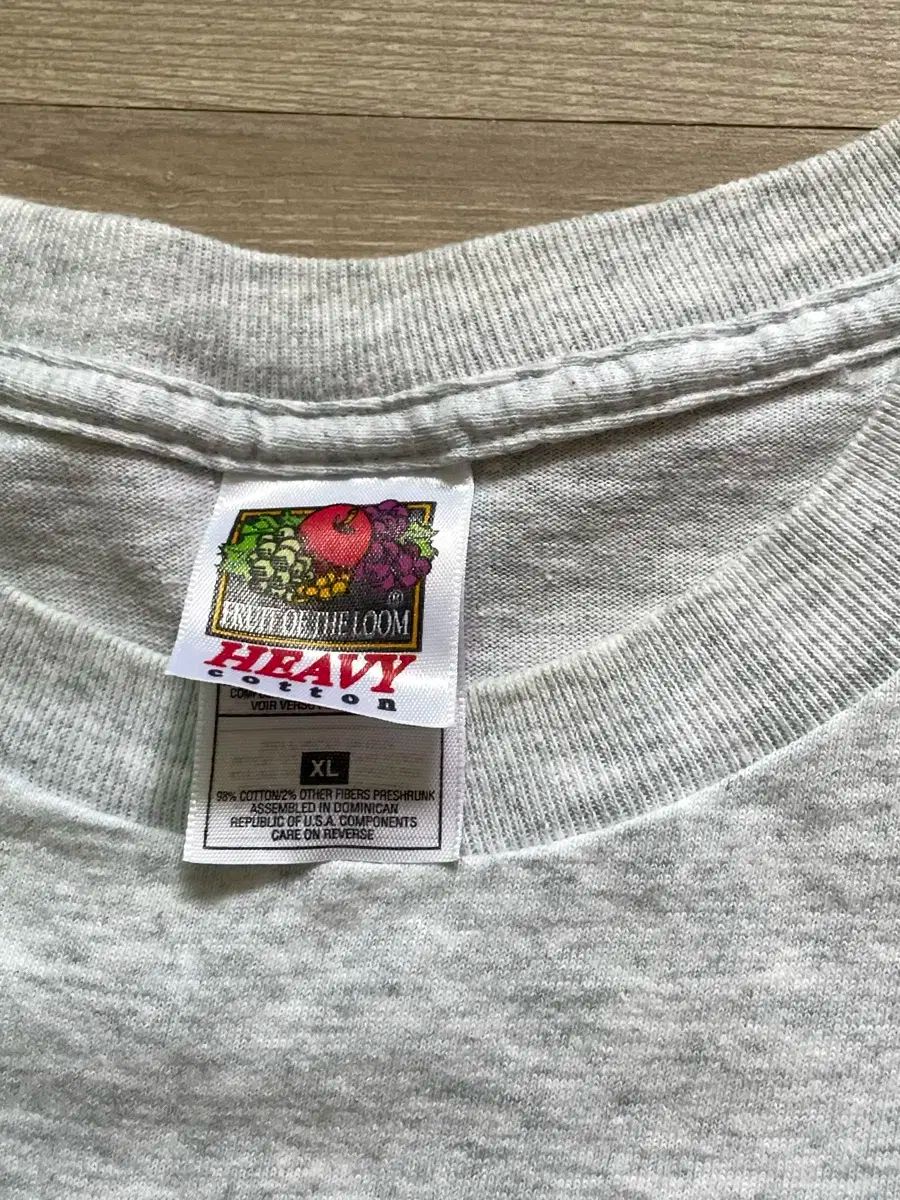 ®
FRUIT OF THE LOOM
HEAVY
cotton
VOIR VERSO
XL
98% COTTON/2% OTHER FIBERS PRESHRUNK
ASSEMBLED IN DOMINICAN
REPUBLIC OF U.S.A. COMPONENTS
CARE ON REVERSE